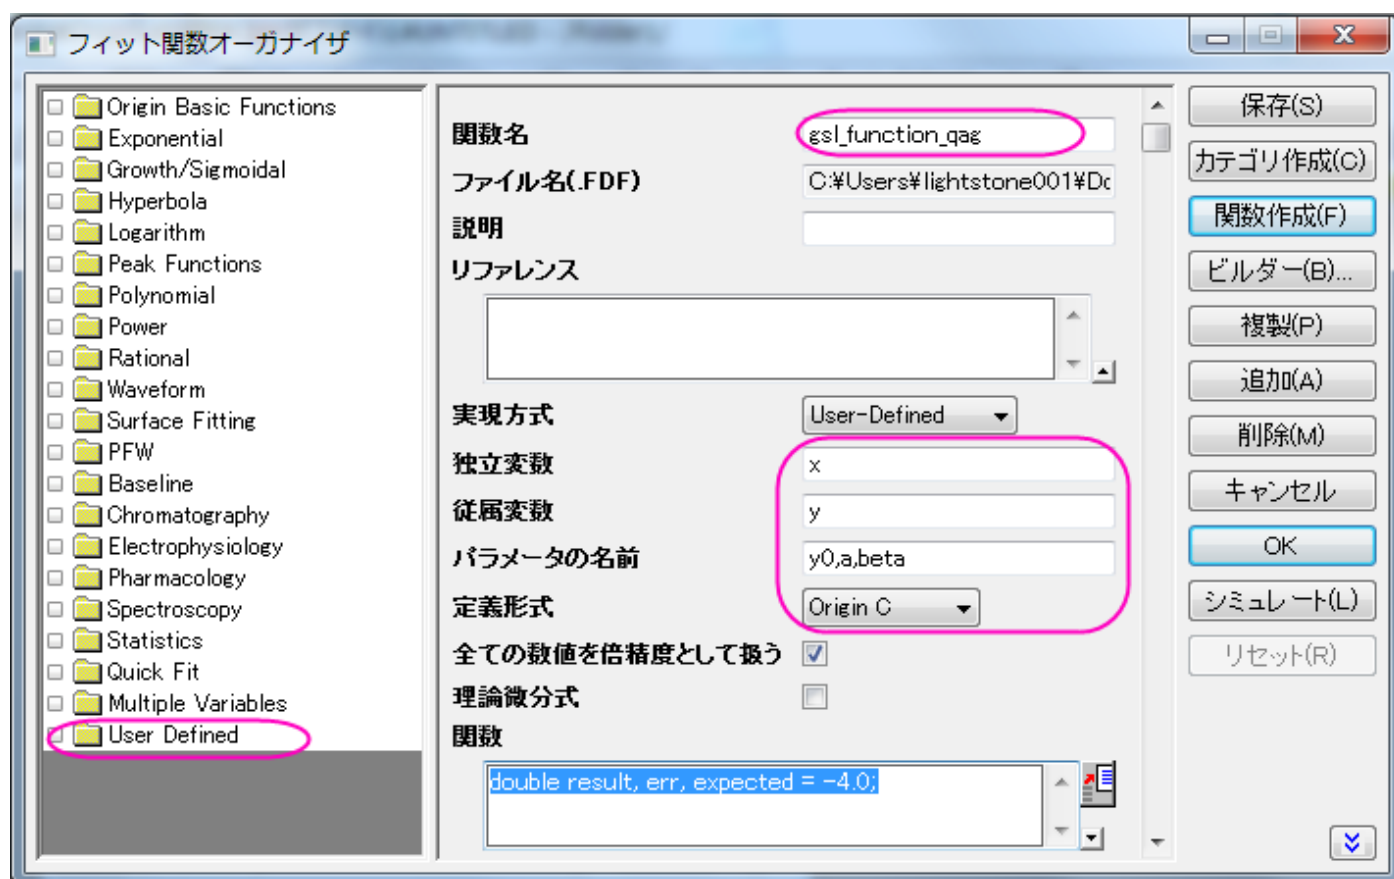 フィット関数オーガナイザ
Origin Basic Functions
Exponential
Growth/Sigmoidal
Hyperbola
Logarithm
Peak Functions
Polynomial
Power
Rational
Waveform
Surface Fitting
PFW
Baseline
Chromatography
Electrophysiology
Pharmacology
Spectroscopy
Statistics
Quick Fit
Multiple Variables
User Defined
関数名 gsl_function_qag
ファイル名(.FDF) C:¥Users¥lightstone001¥Dc
説明
リファレンス
実現方式 User-Defined
独立変数 x
従属変数 y
パラメータの名前 y0,a,beta
定義形式 Origin C
全ての数値を倍精度として扱う
理論微分式
関数
double result, err, expected = -4.0;
保存(S)
カテゴリ作成(C)
関数作成(F)
ビルダー(B)...
複製(P)
追加(A)
削除(M)
キャンセル
OK
シミュレート(L)
リセット(R)